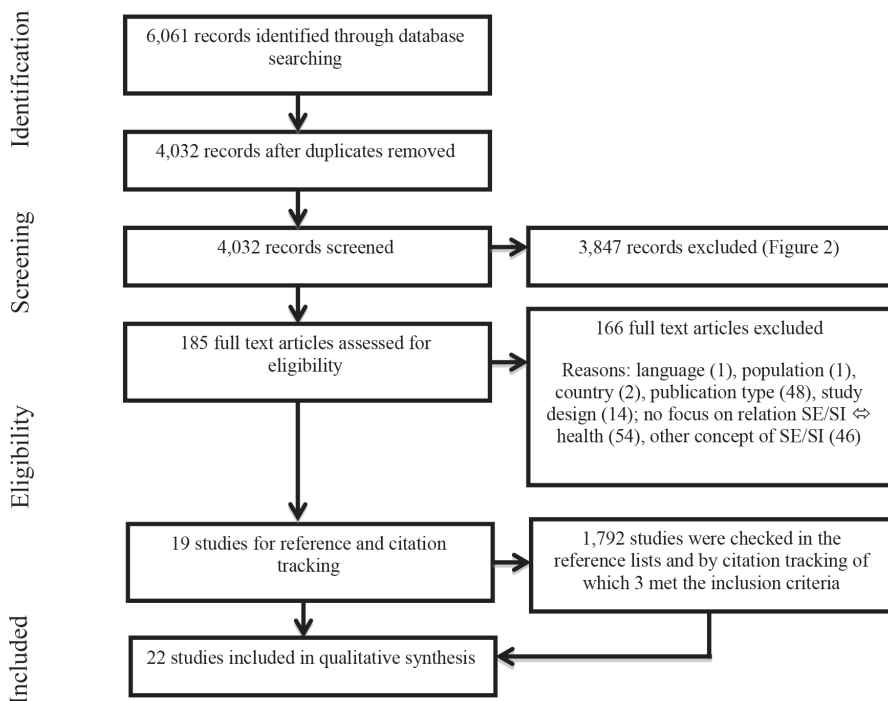 Identification
6,061 records identified through database
searching
4,032 records after duplicates removed
Screening
4,032 records screened
3,847 records excluded (Figure 2)
Eligibility
185 full text articles assessed for
eligibility
166 full text articles excluded
Reasons: language (1), population (1),
country (2), publication type (48), study
design (14); no focus on relation SE/SI ⇔
health (54), other concept of SE/SI (46)
19 studies for reference and citation
tracking
1,792 studies were checked in the
reference lists and by citation tracking of
which 3 met the inclusion criteria
Included
22 studies included in qualitative synthesis